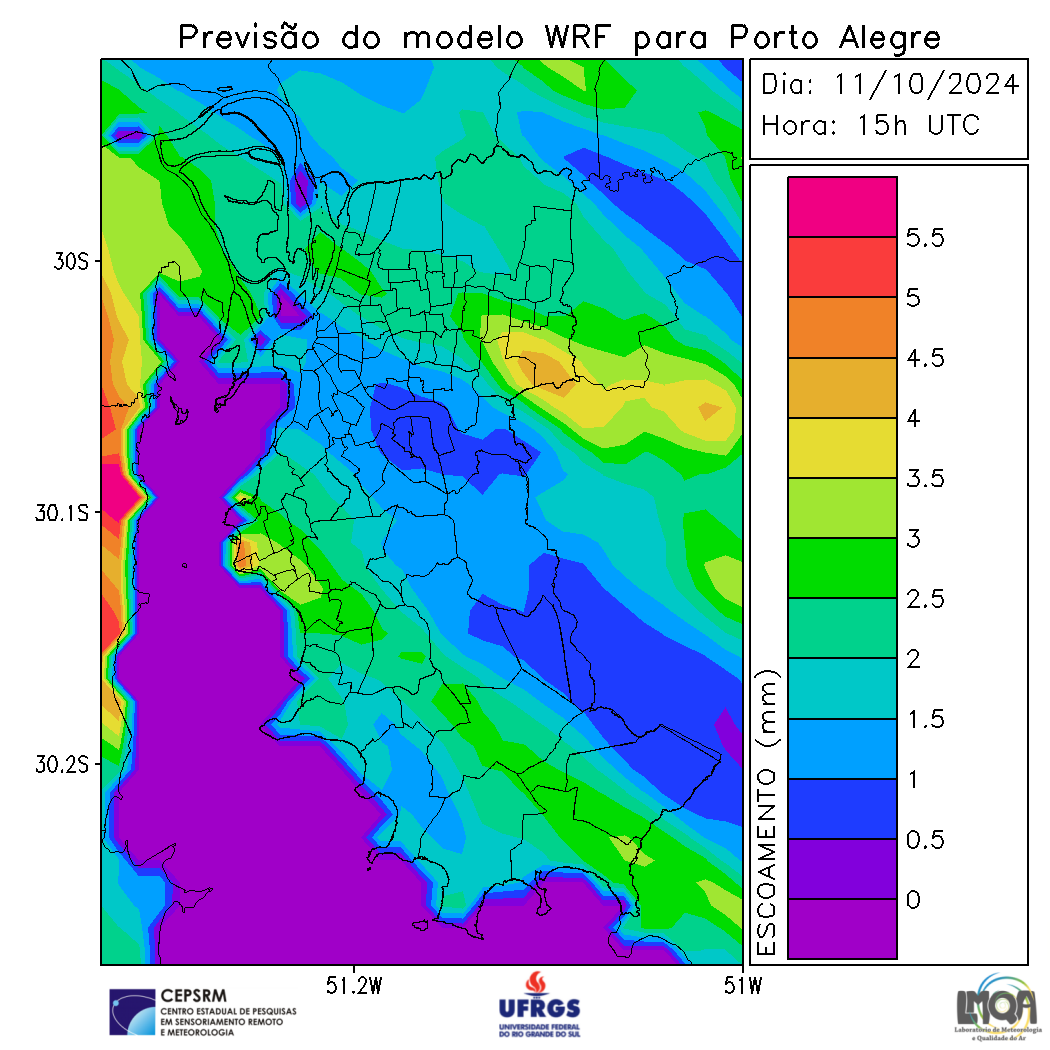 Previsão do modelo WRF para Porto Alegre
Dia: 11/10/2024
Hora: 15h UTC
30S
30.1S
30.2S
51.2W
51W
ESCOAMENTO (mm)
5.5
5
4.5
4
3.5
3
2.5
2
1.5
1
0.5
0
CEPSRM
CENTRO ESTADUAL DE PESQUISAS
EM SENSORIAMENTO REMOTO
E METEOROLOGIA
UFRGS
UNIVERSIDADE FEDERAL
DO RIO GRANDE DO SUL
LMQA
Laboratório de Meteorologia
e Qualidade do Ar